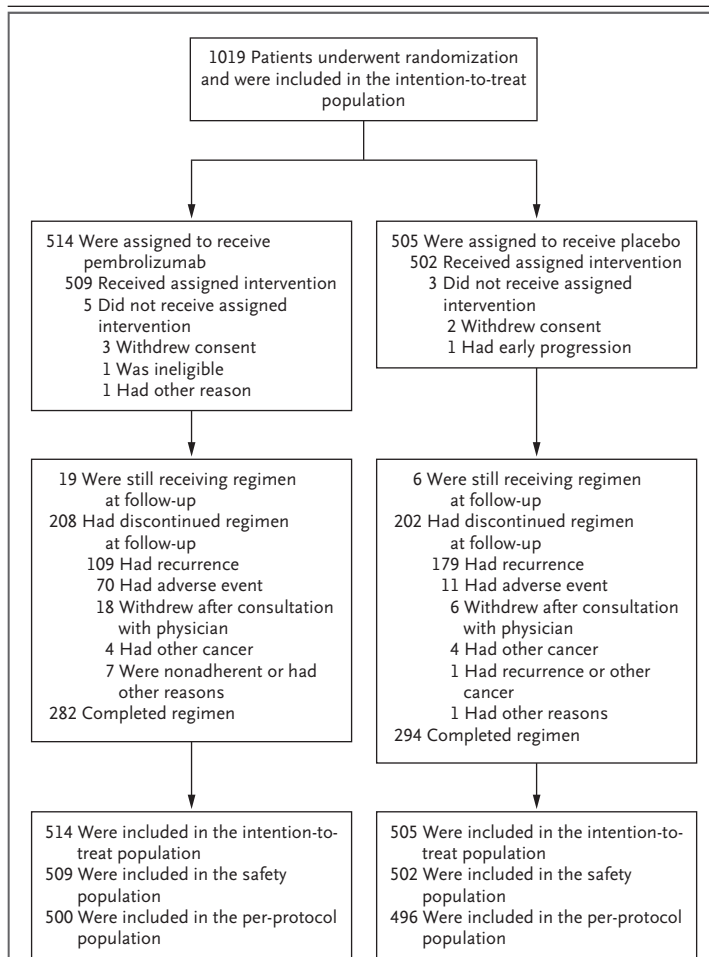 1019 Patients underwent randomization
and were included in the intention-to-treat
population
514 Were assigned to receive
pembrolizumab
509 Received assigned intervention
5 Did not receive assigned
intervention
3 Withdrew consent
1 Was ineligible
1 Had other reason
505 Were assigned to receive placebo
502 Received assigned intervention
3 Did not receive assigned
intervention
2 Withdrew consent
1 Had early progression
19 Were still receiving regimen
at follow-up
208 Had discontinued regimen
at follow-up
109 Had recurrence
70 Had adverse event
18 Withdrew after consultation
with physician
4 Had other cancer
7 Were nonadherent or had
other reasons
282 Completed regimen
6 Were still receiving regimen
at follow-up
202 Had discontinued regimen
at follow-up
179 Had recurrence
11 Had adverse event
6 Withdrew after consultation
with physician
4 Had other cancer
1 Had recurrence or other
cancer
1 Had other reasons
294 Completed regimen
514 Were included in the intention-to-
treat population
509 Were included in the safety
population
500 Were included in the per-protocol
population
505 Were included in the intention-to-
treat population
502 Were included in the safety
population
496 Were included in the per-protocol
population